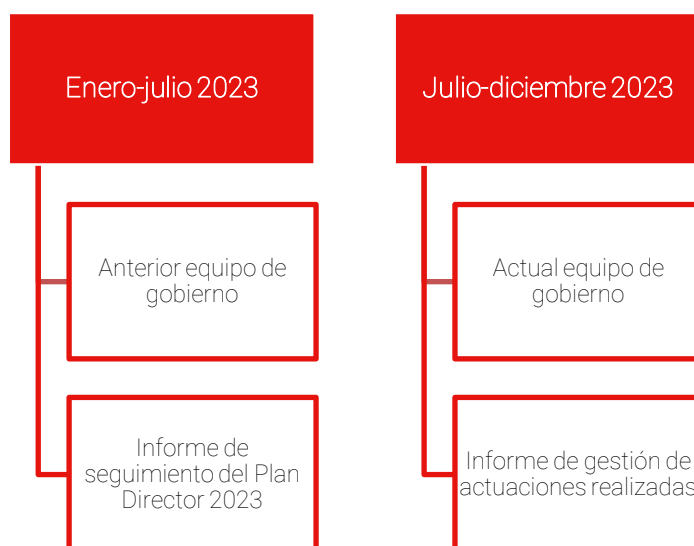 Enero-julio 2023
Anterior equipo de
gobierno
Informe de
seguimiento del Plan
Director 2023
Julio-diciembre 2023
Actual equipo de
gobierno
Informe de gestión de
actuaciones realizadas